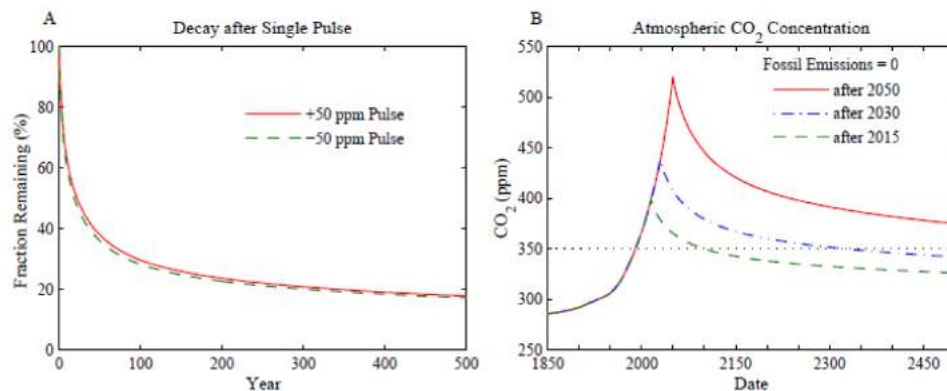 A
Decay after Single Pulse
100
80
60
40
20
0
Fraction Remaining (%)
+50 ppm Pulse
−50 ppm Pulse
0 100 200 300 400 500
Year
B
Atmospheric CO2 Concentration
550
500
450
400
350
300
250
CO2 (ppm)
Fossil Emissions = 0
after 2050
after 2030
after 2015
1850 2000 2150 2300 2450
Date